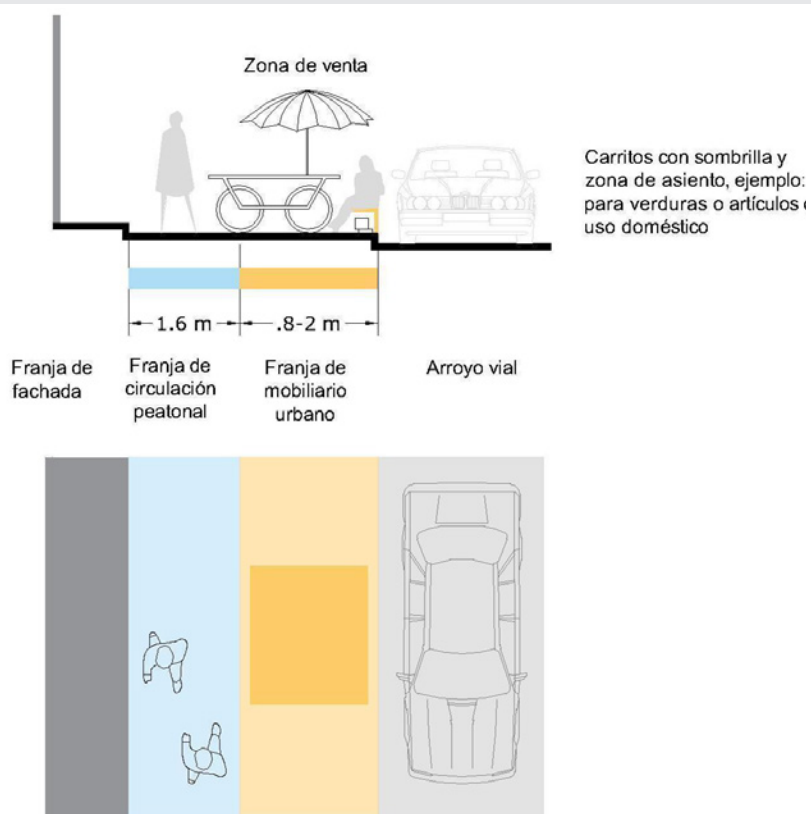 Zona de venta
Carritos con sombrilla y
zona de asiento, ejemplo:
para verduras o artículos
uso doméstico
1.6 m
.8-2 m
Franja de
fachada
Franja de
circulación
peatonal
Franja de
mobiliario
urbano
Arroyo vial